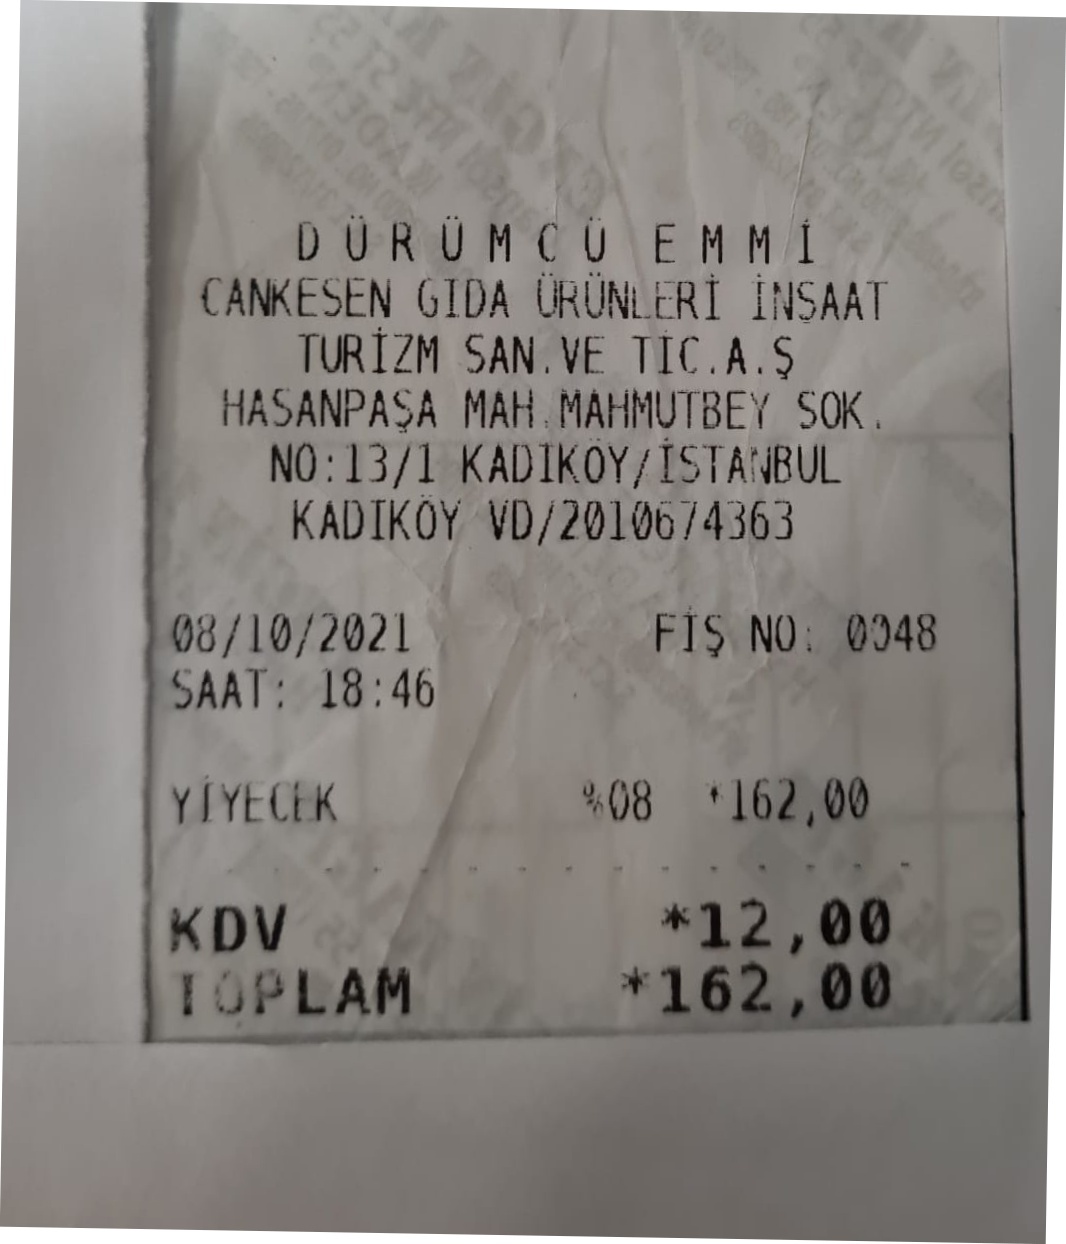 DÜRÜMCÜ EMMİ
CANKESEN GIDA ÜRÜNLERİ İNŞAAT
TURİZM SAN.VE TİC.A.Ş
HASANPAŞA MAH.MAHMUTBEY SOK.
NO:13/1 KADIKÖY/İSTANBUL
KADIKÖY VD/2010674363
08/10/2021 FİŞ NO: 0048
SAAT: 18:46
YİYECEK %08 *162,00
KDV *12,00
TOPLAM *162,00